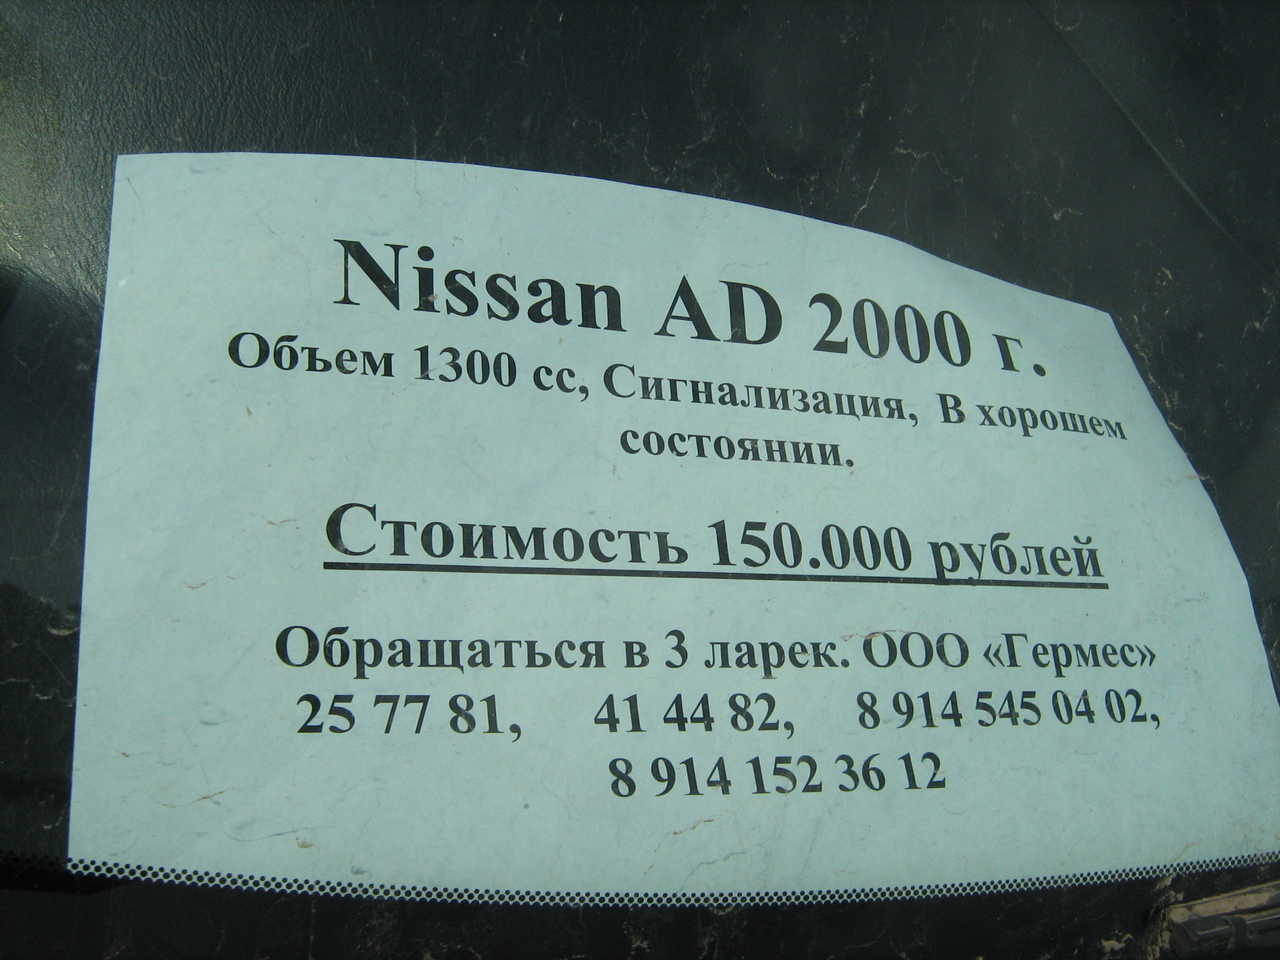 Nissan AD 2000 г.
Объем 1300 сс, Сигнализация, В хорошем
состоянии.
Стоимость 150.000 рублей
Обращаться в 3 ларек. ООО «Гермес»
25 77 81, 41 44 82, 8 914 545 04 02,
8 914 152 36 12